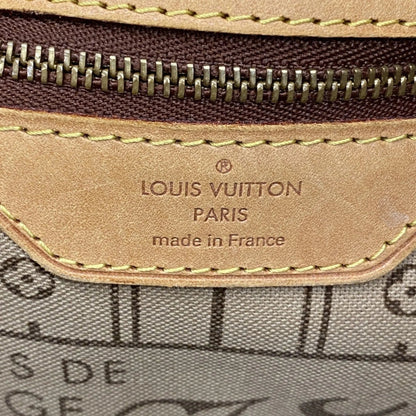 ®
LOUIS VUITTON
PARIS
made in France
S DE
GE